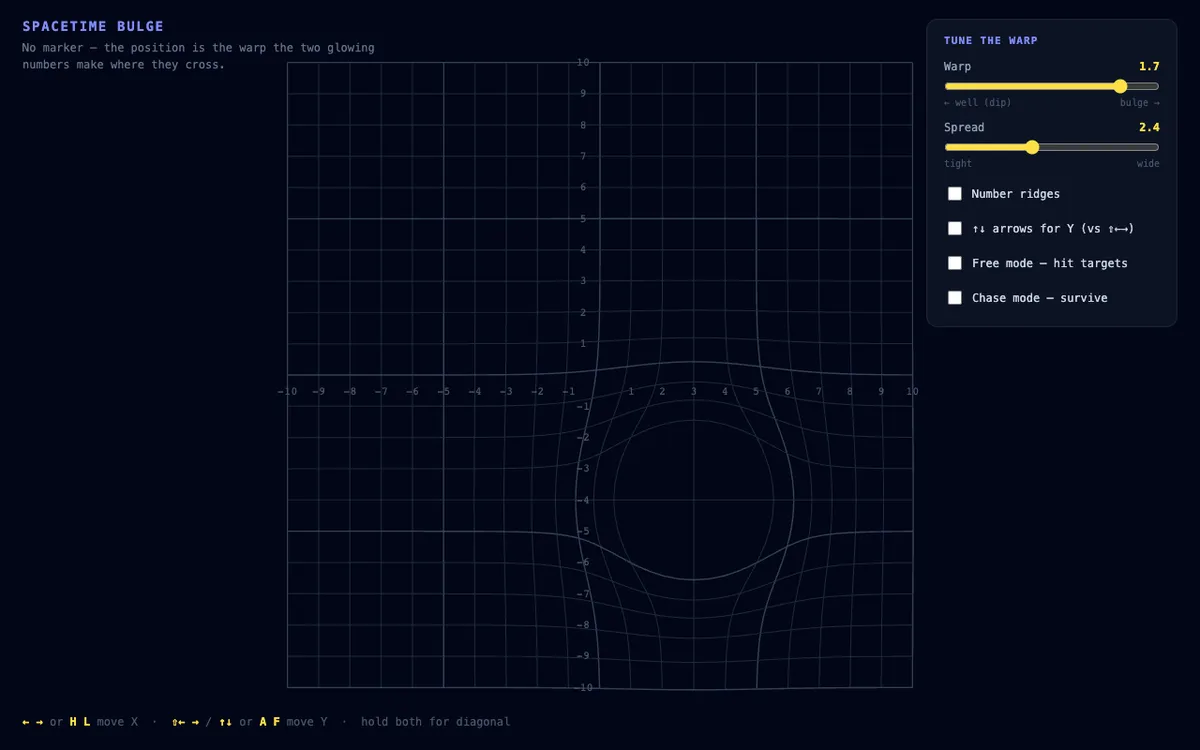 SPACETIME BULGE
No marker — the position is the warp the two glowing
numbers make where they cross.
TUNE THE WARP
Warp 1.7
← well (dip) bulge →
Spread 2.4
tight wide
Number ridges
↑↓ arrows for Y (vs ⇧←→)
Free mode — hit targets
Chase mode — survive
10
9
8
7
6
5
4
3
2
1
−10 −9 −8 −7 −6 −5 −4 −3 −2 −1 1 2 3 4 5 6 7 8 9 10
−1
−2
−3
−4
−5
−6
−7
−8
−9
−10
← → or H L move X · ⇧← → / ↑↓ or A F move Y · hold both for diagonal